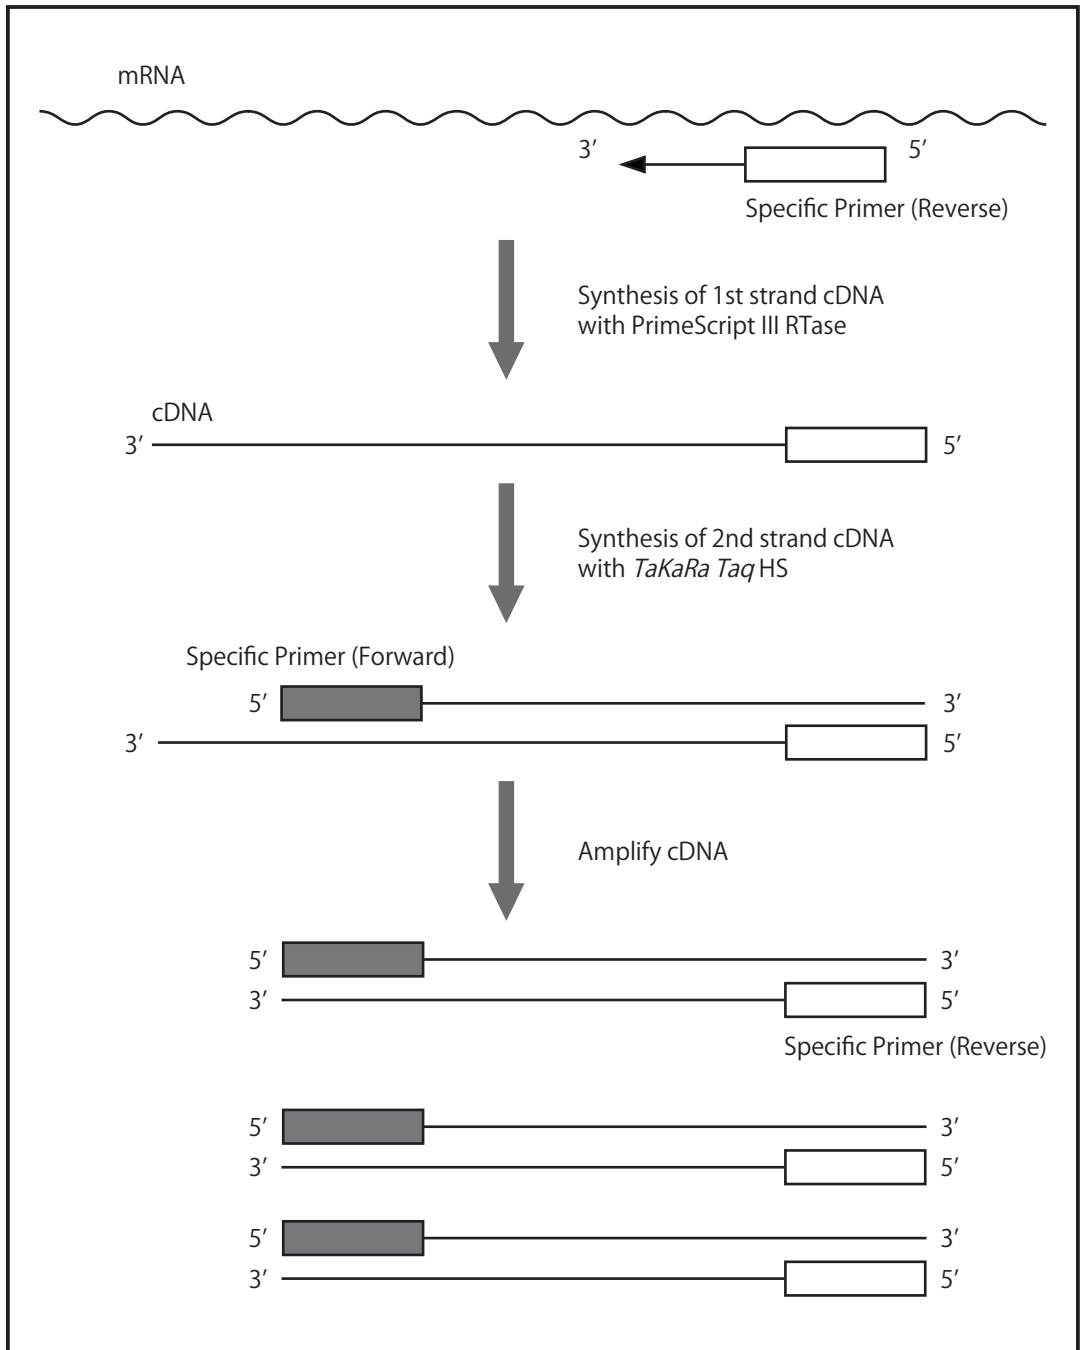 mRNA
3′ 5′
Specific Primer (Reverse)
Synthesis of 1st strand cDNA
with PrimeScript III RTase
cDNA
3′ 5′
Synthesis of 2nd strand cDNA
with TaKaRa Taq HS
Specific Primer (Forward)
5′ 3′
3′ 5′
Amplify cDNA
5′ 3′
3′ 5′
Specific Primer (Reverse)
5′ 3′
3′ 5′
5′ 3′
3′ 5′